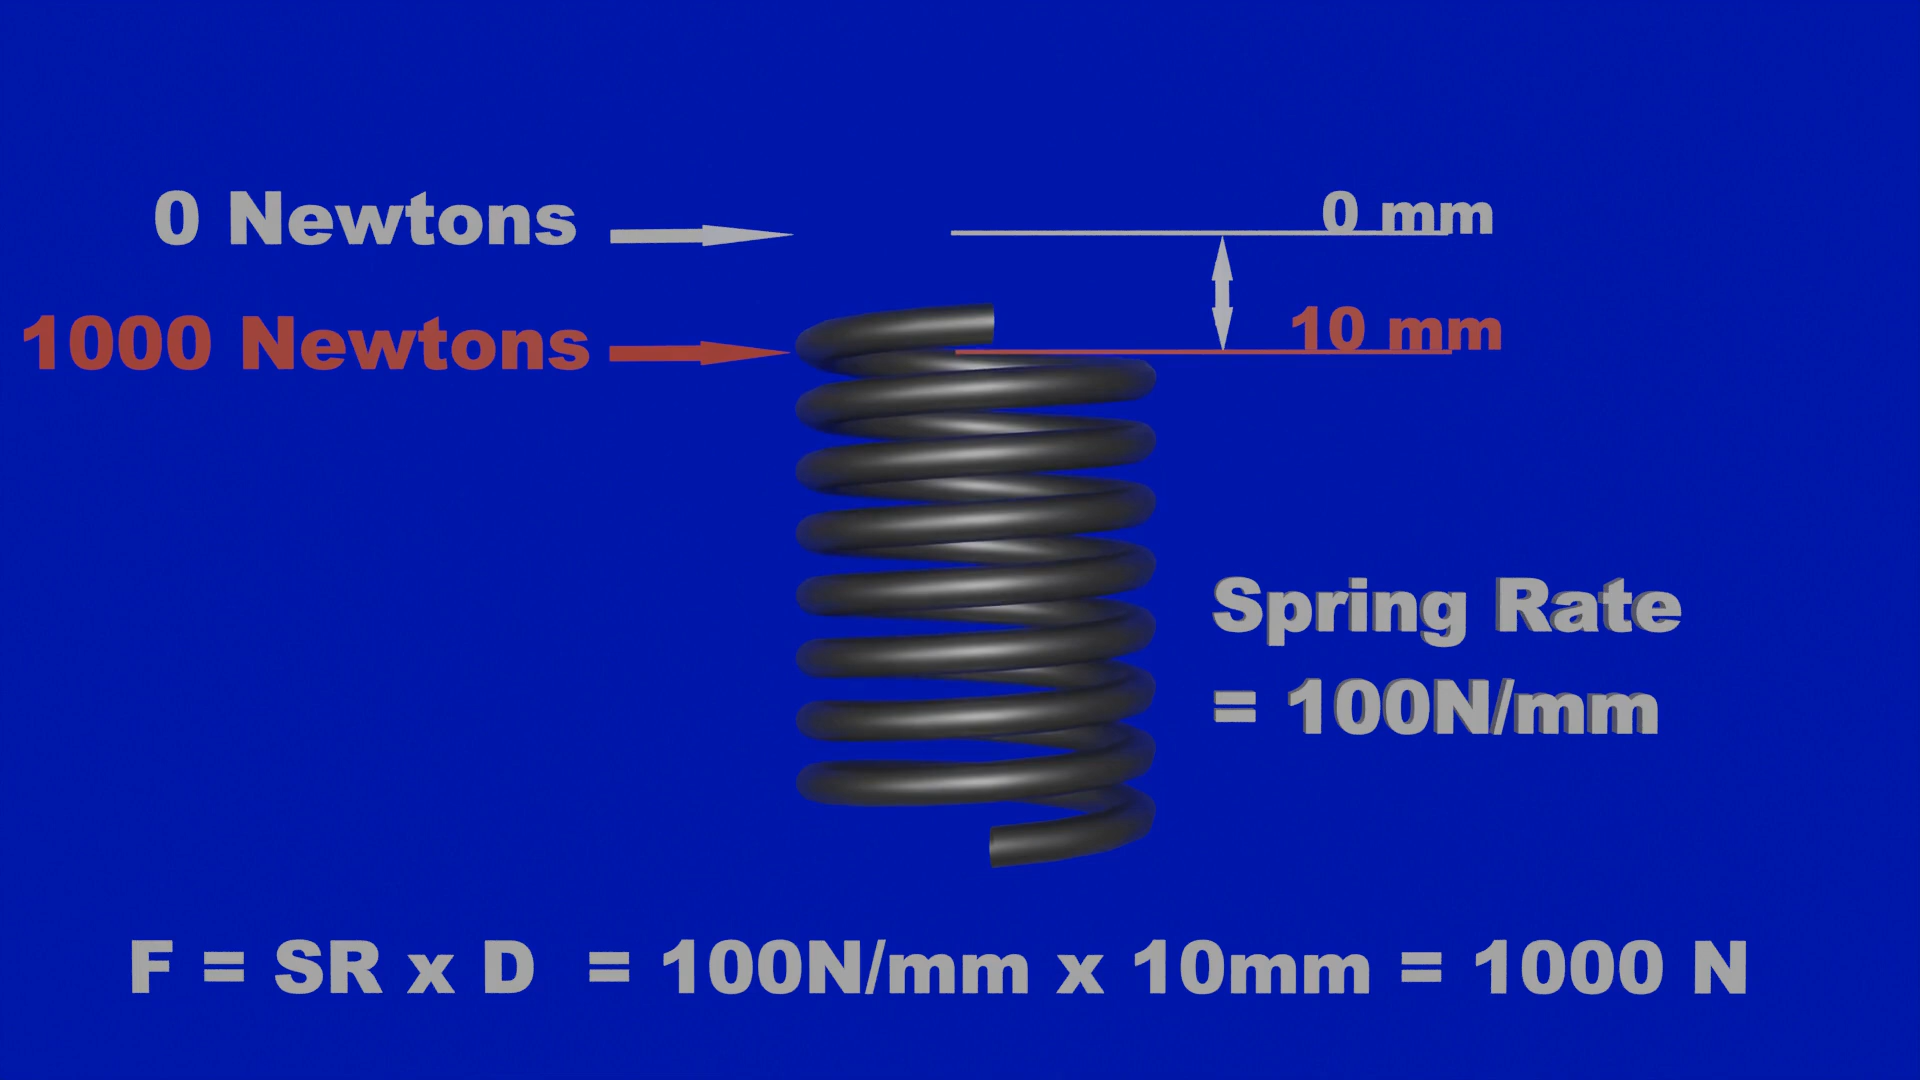 0 Newtons
0 mm
1000 Newtons
10 mm
Spring Rate
= 100N/mm
F = SR x D = 100N/mm x 10mm = 1000 N